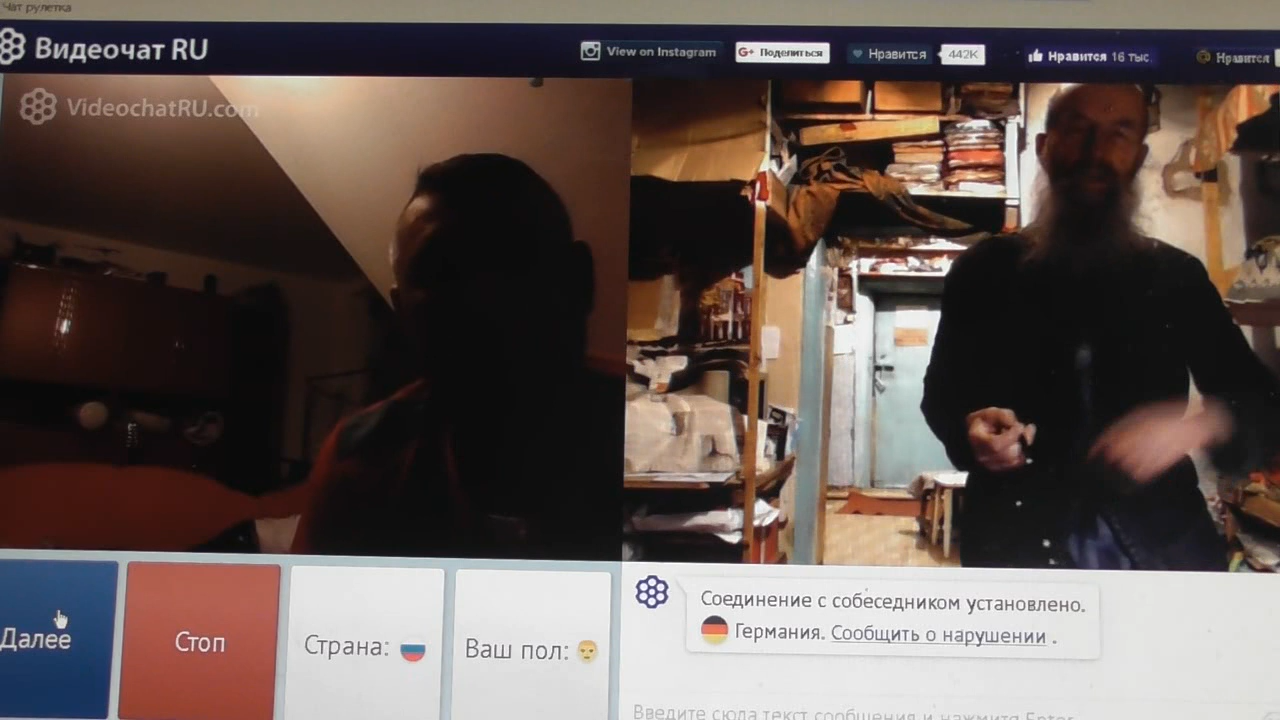 Чат рулетка
Видеочат RU
View on Instagram
G+ Поделиться
Нравится 442K
Нравится 16 тыс.
Нравится
VideochatRU.com
Соединение с собеседником установлено.
Германия. Сообщить о нарушении .
Далее
Стоп
Страна:
Ваш пол:
Введите сюда текст сообщения и нажмите Enter